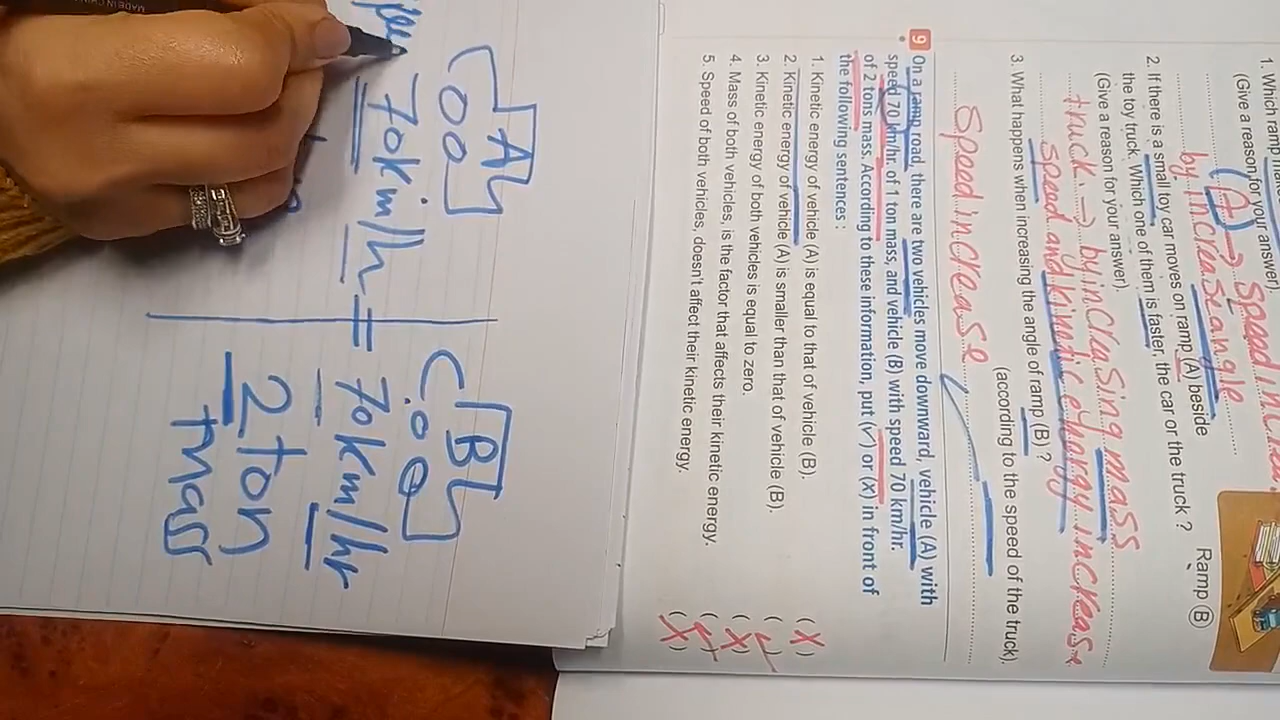 1. Which ramp
(Give a reason for your answer).
(A) → Speed incr
by increase angle
2. If there is a small toy car moves on ramp (A) beside
the toy truck. Which one of them is faster, the car or the truck ?
(Give a reason for your answer)
truck. → by increasing mass
speed and kinetic energy increase
Ramp B
3. What happens when increasing the angle of ramp (B) ?
(according to the speed of the truck).
Speed increase
9 On a ramp road, there are two vehicles move downward, vehicle (A) with
speed 70 km/hr. of 1 ton mass, and vehicle (B) with speed 70 km/hr.
of 2 tons mass. According to these information, put (✓) or (x) in front of
the following sentences :
1. Kinetic energy of vehicle (A) is equal to that of vehicle (B). (X)
2. Kinetic energy of vehicle (A) is smaller than that of vehicle (B). (✓)
3. Kinetic energy of both vehicles is equal to zero. (X)
4. Mass of both vehicles, is the factor that affects their kinetic energy. (✓)
5. Speed of both vehicles, doesn't affect their kinetic energy. (X)
A
B
70km/h = 70km/hr
2 ton
mass
MADE IN CHINA